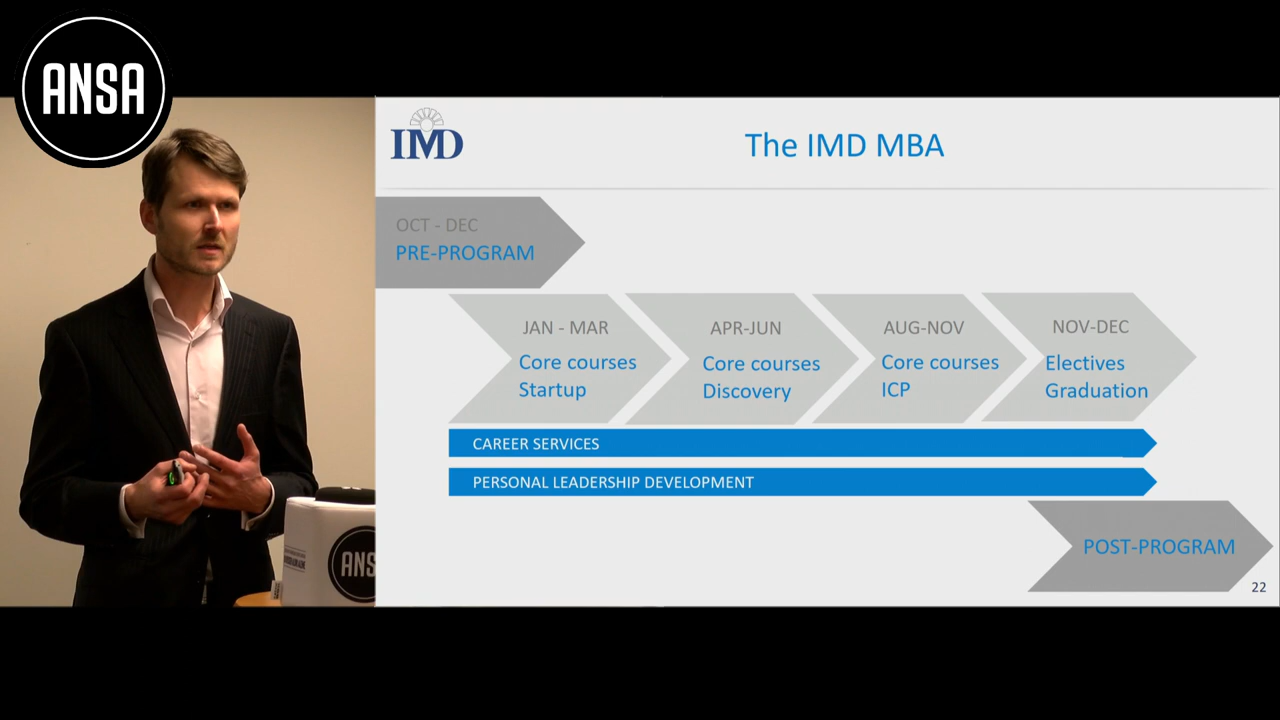 ANSA
IMD
The IMD MBA
OCT - DEC
PRE-PROGRAM
JAN - MAR
Core courses
Startup
APR-JUN
Core courses
Discovery
AUG-NOV
Core courses
ICP
NOV-DEC
Electives
Graduation
CAREER SERVICES
PERSONAL LEADERSHIP DEVELOPMENT
POST-PROGRAM
22
ANS